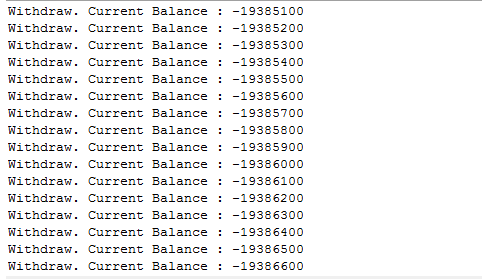 Withdraw. Current Balance : -19385100
Withdraw. Current Balance : -19385200
Withdraw. Current Balance : -19385300
Withdraw. Current Balance : -19385400
Withdraw. Current Balance : -19385500
Withdraw. Current Balance : -19385600
Withdraw. Current Balance : -19385700
Withdraw. Current Balance : -19385800
Withdraw. Current Balance : -19385900
Withdraw. Current Balance : -19386000
Withdraw. Current Balance : -19386100
Withdraw. Current Balance : -19386200
Withdraw. Current Balance : -19386300
Withdraw. Current Balance : -19386400
Withdraw. Current Balance : -19386500
Withdraw. Current Balance : -19386600